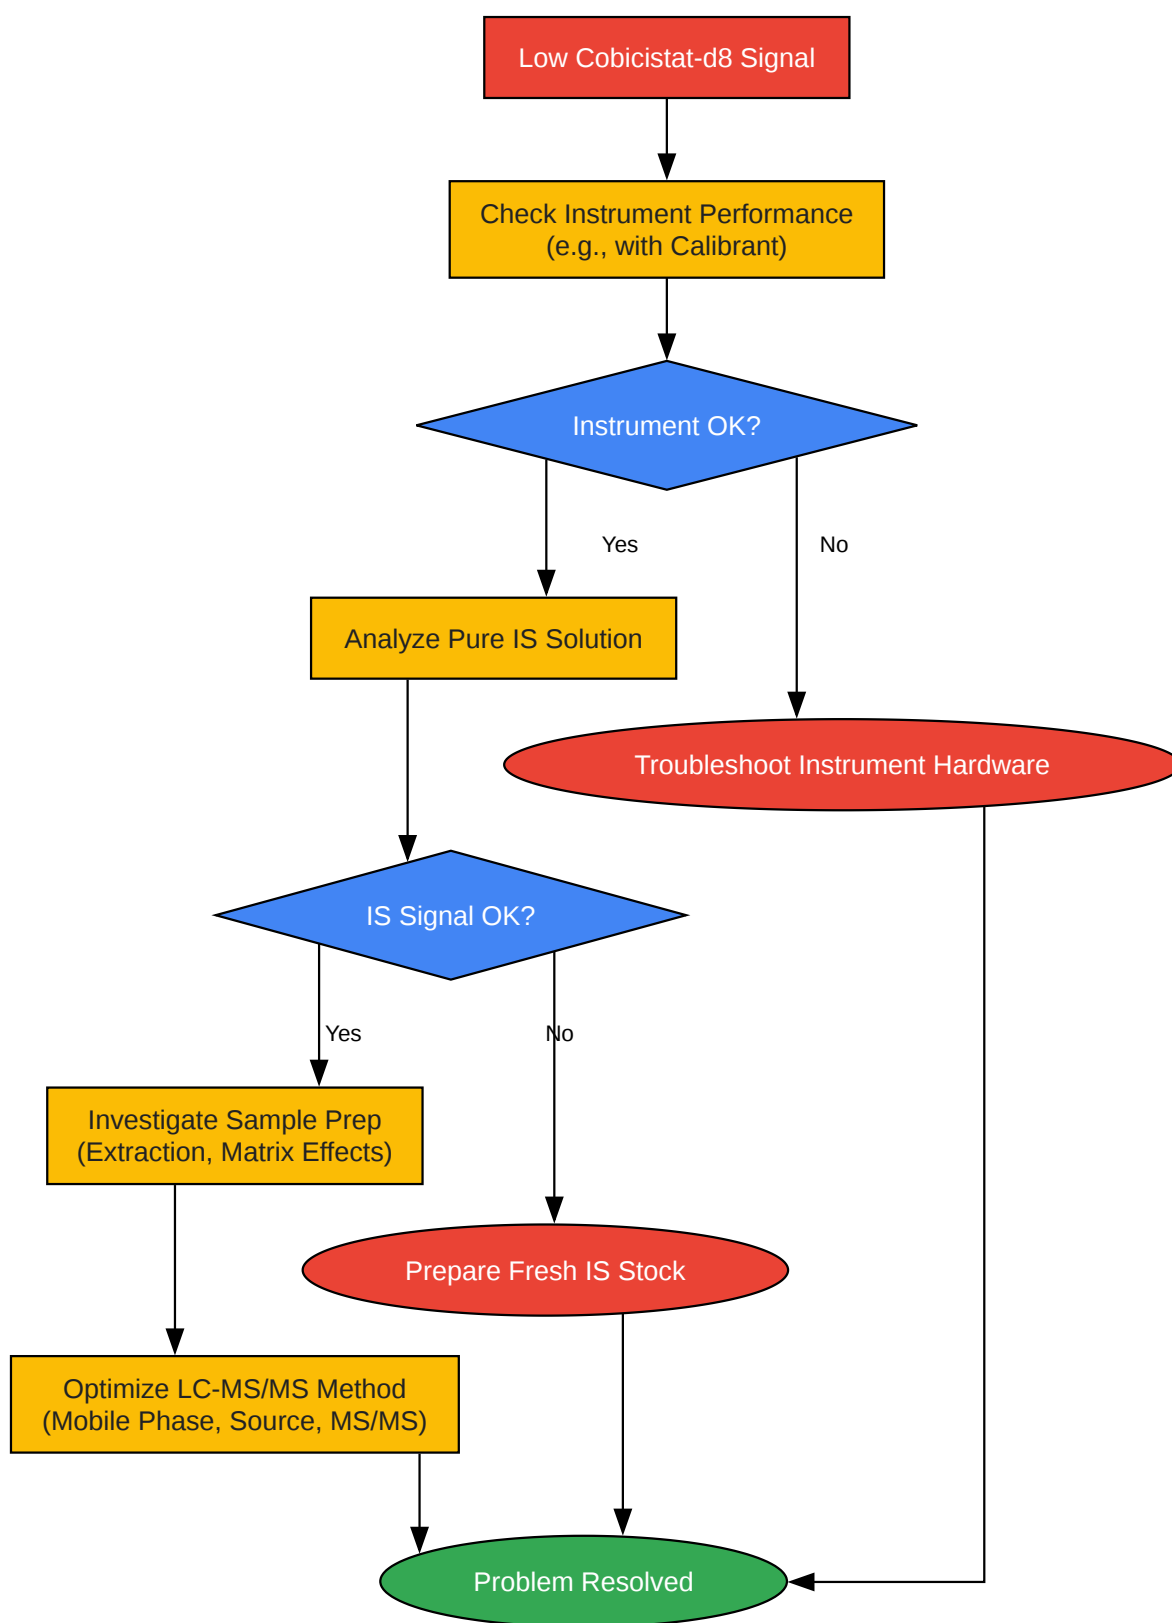 Low Cobicistat-d8 Signal
Check Instrument Performance
(e.g., with Calibrant)
Instrument OK?
Yes
No
Analyze Pure IS Solution
Troubleshoot Instrument Hardware
IS Signal OK?
Yes
No
Investigate Sample Prep
(Extraction, Matrix Effects)
Prepare Fresh IS Stock
Optimize LC-MS/MS Method
(Mobile Phase, Source, MS/MS)
Problem Resolved